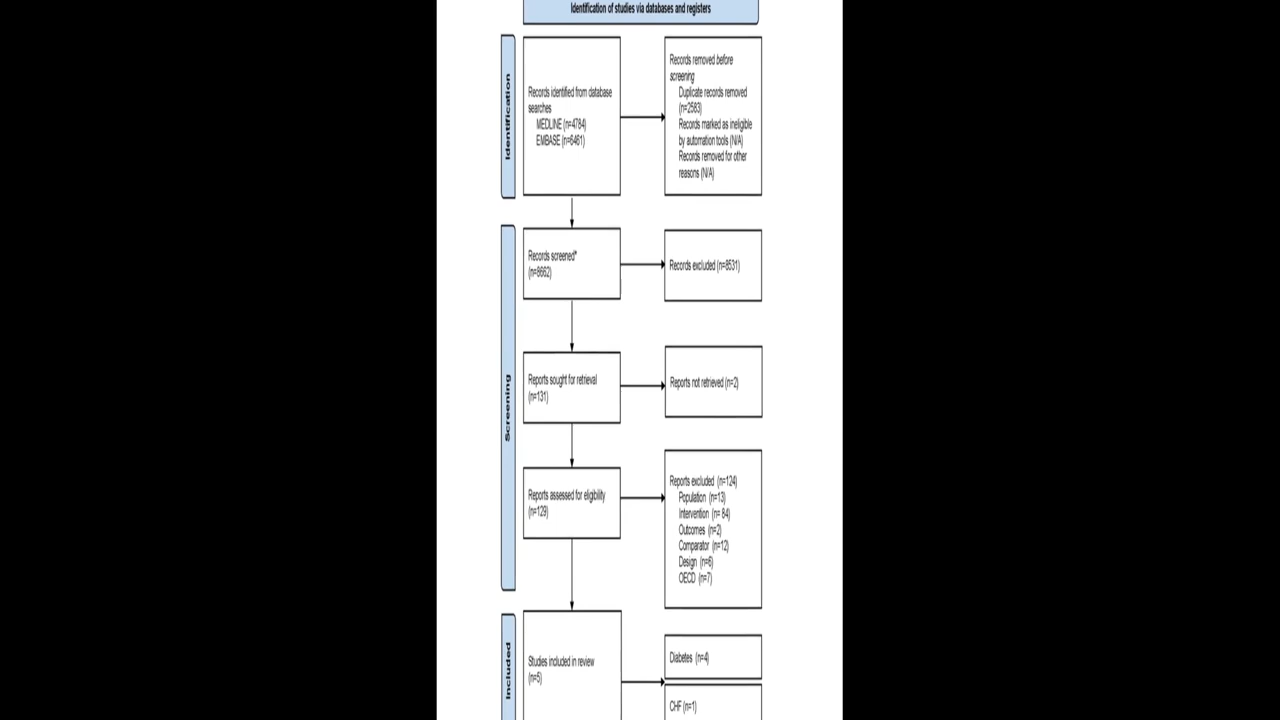 Identification of studies via databases and registers
Identification
Records identified from database
searches
MEDLINE (n=4784)
EMBASE (n=6461)
Records removed before
screening
Duplicate records removed
(n=2583)
Records marked as ineligible
by automation tools (N/A)
Records removed for other
reasons (N/A)
Screening
Records screened*
(n=8662)
Records excluded (n=8531)
Reports sought for retrieval
(n=131)
Reports not retrieved (n=2)
Reports assessed for eligibility
(n=129)
Reports excluded (n=124)
Population (n=13)
Intervention (n= 84)
Outcomes (n=2)
Comparator (n=12)
Design (n=6)
OECD (n=7)
Included
Studies included in review
(n=5)
Diabetes (n=4)
CHF (n=1)